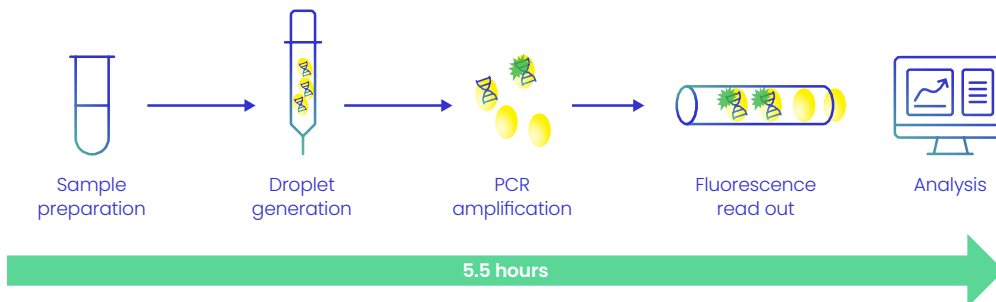 Sample
preparation
Droplet
generation
PCR
amplification
Fluorescence
read out
Analysis
5.5 hours